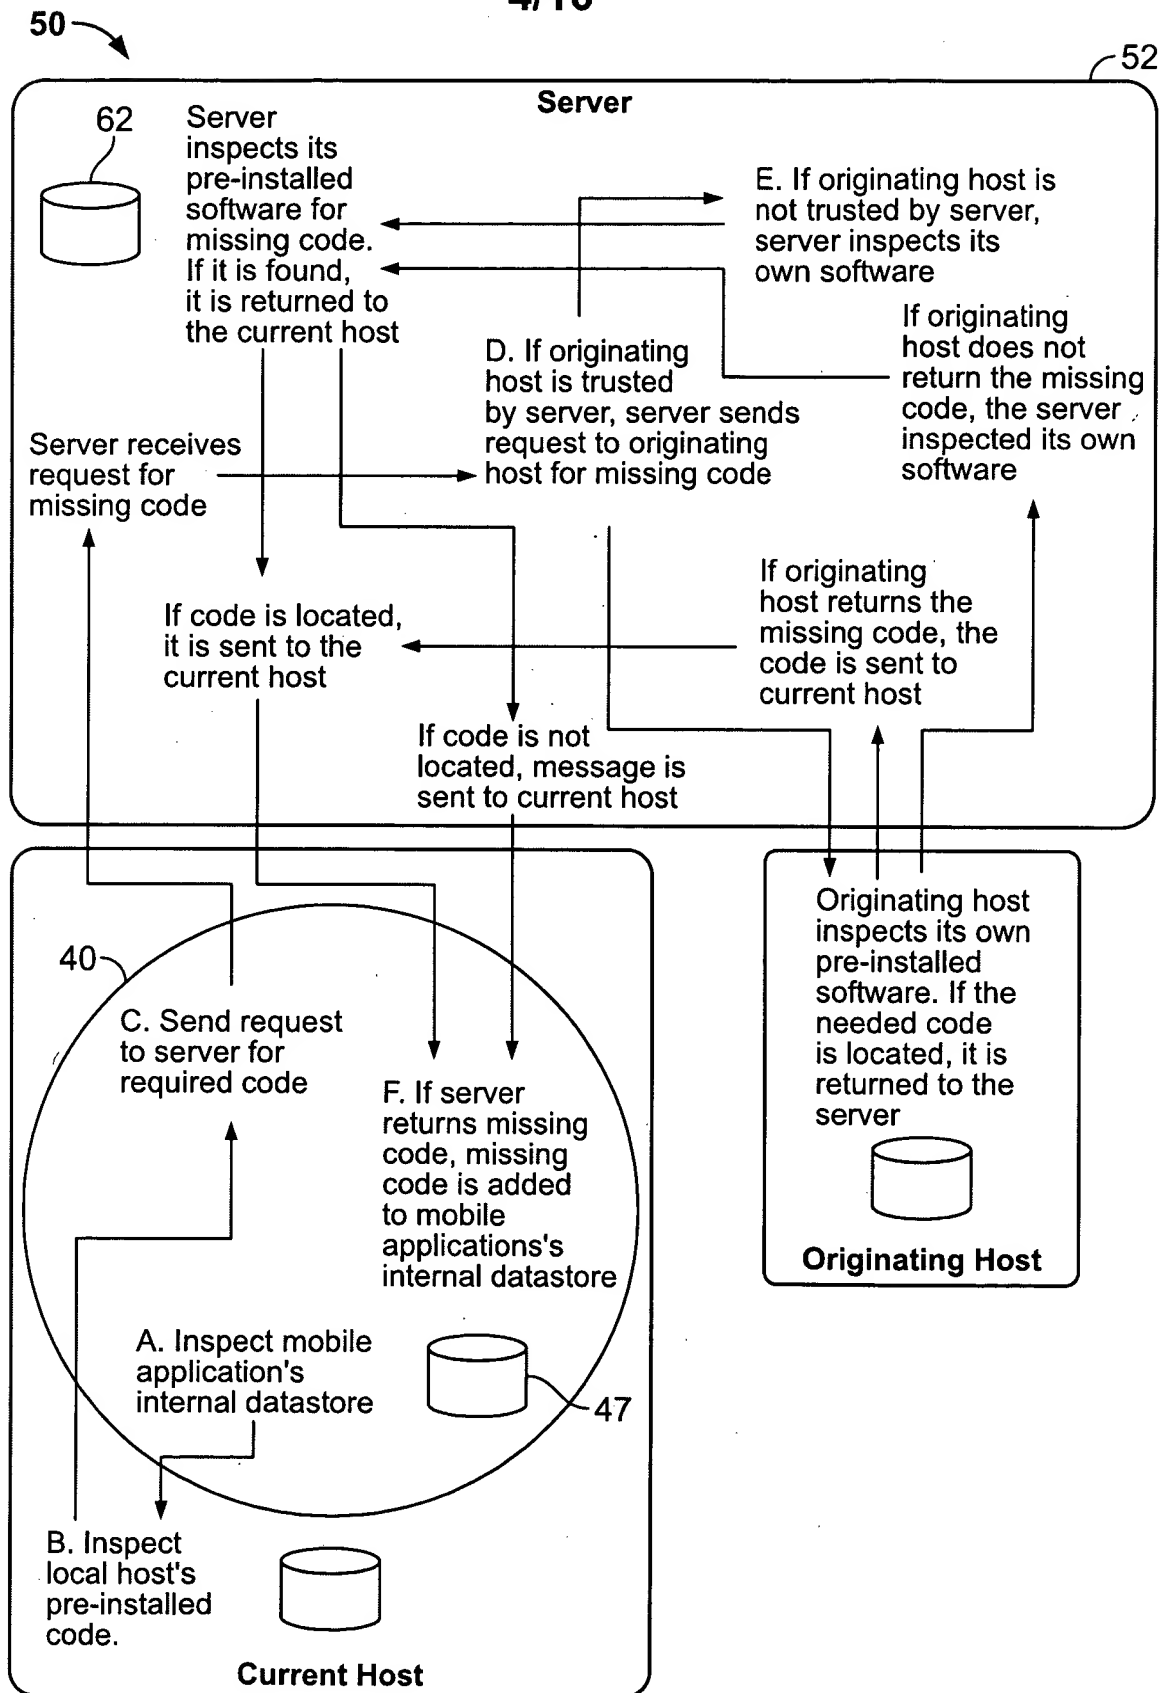 4/18
50
52
Server
62
Server
inspects its
pre-installed
software for
missing code.
If it is found,
it is returned to
the current host
E. If originating host is
not trusted by server,
server inspects its
own software
If originating
host does not
return the missing
code, the server
inspected its own
software
D. If originating
host is trusted
by server, server sends
request to originating
host for missing code
Server receives
request for
missing code
If originating
host returns the
missing code, the
code is sent to
current host
If code is located,
it is sent to the
current host
If code is not
located, message is
sent to current host
40
C. Send request
to server for
required code
F. If server
returns missing
code, missing
code is added
to mobile
applications's
internal datastore
A. Inspect mobile
application's
internal datastore
47
B. Inspect
local host's
pre-installed
code.
Current Host
Originating host
inspects its own
pre-installed
software. If the
needed code
is located, it is
returned to the
server
Originating Host